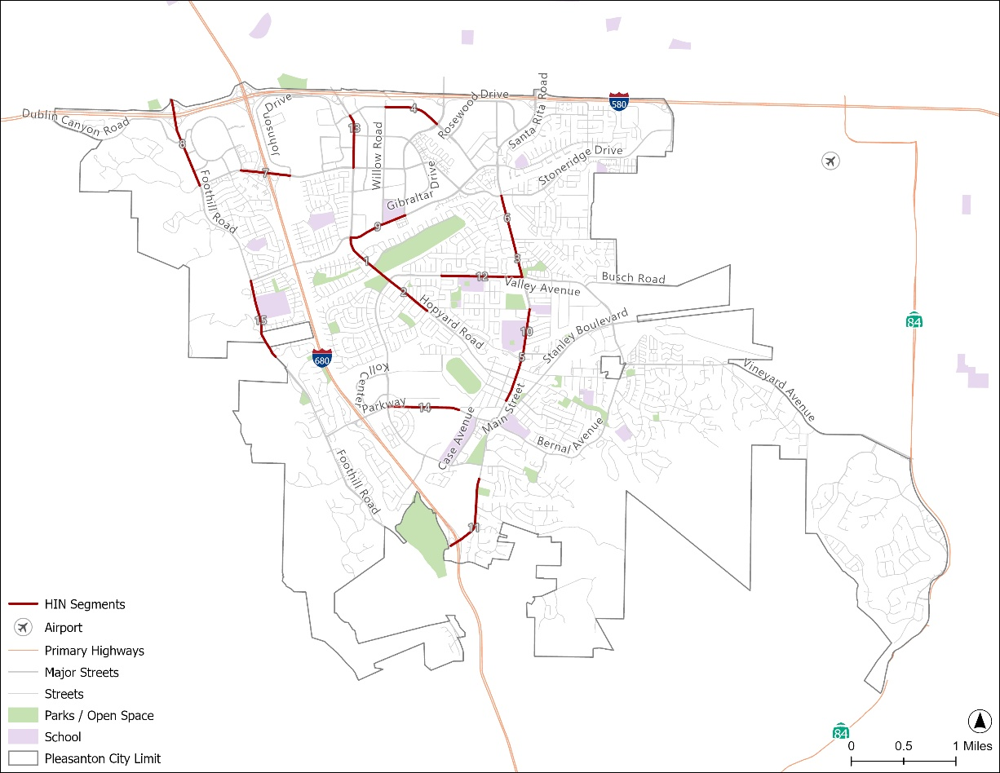 580
Dublin Canyon Road
Johnson Drive
4
Rosewood Drive
Santa Rita Road
13
Willow Road
8
7
Foothill Road
Stoneridge Drive
Gibraltar Drive
9
6
1
3
12
2
Valley Avenue
Busch Road
Hopyard Road
15
10
Stanley Boulevard
84
680
5
Koll Center Parkway
14
Main Street
Vineyard Avenue
Case Avenue
Bernal Avenue
Foothill Road
11
HIN Segments
Airport
Primary Highways
Major Streets
Streets
Parks / Open Space
School
Pleasanton City Limit
84
0 0.5 1 Miles